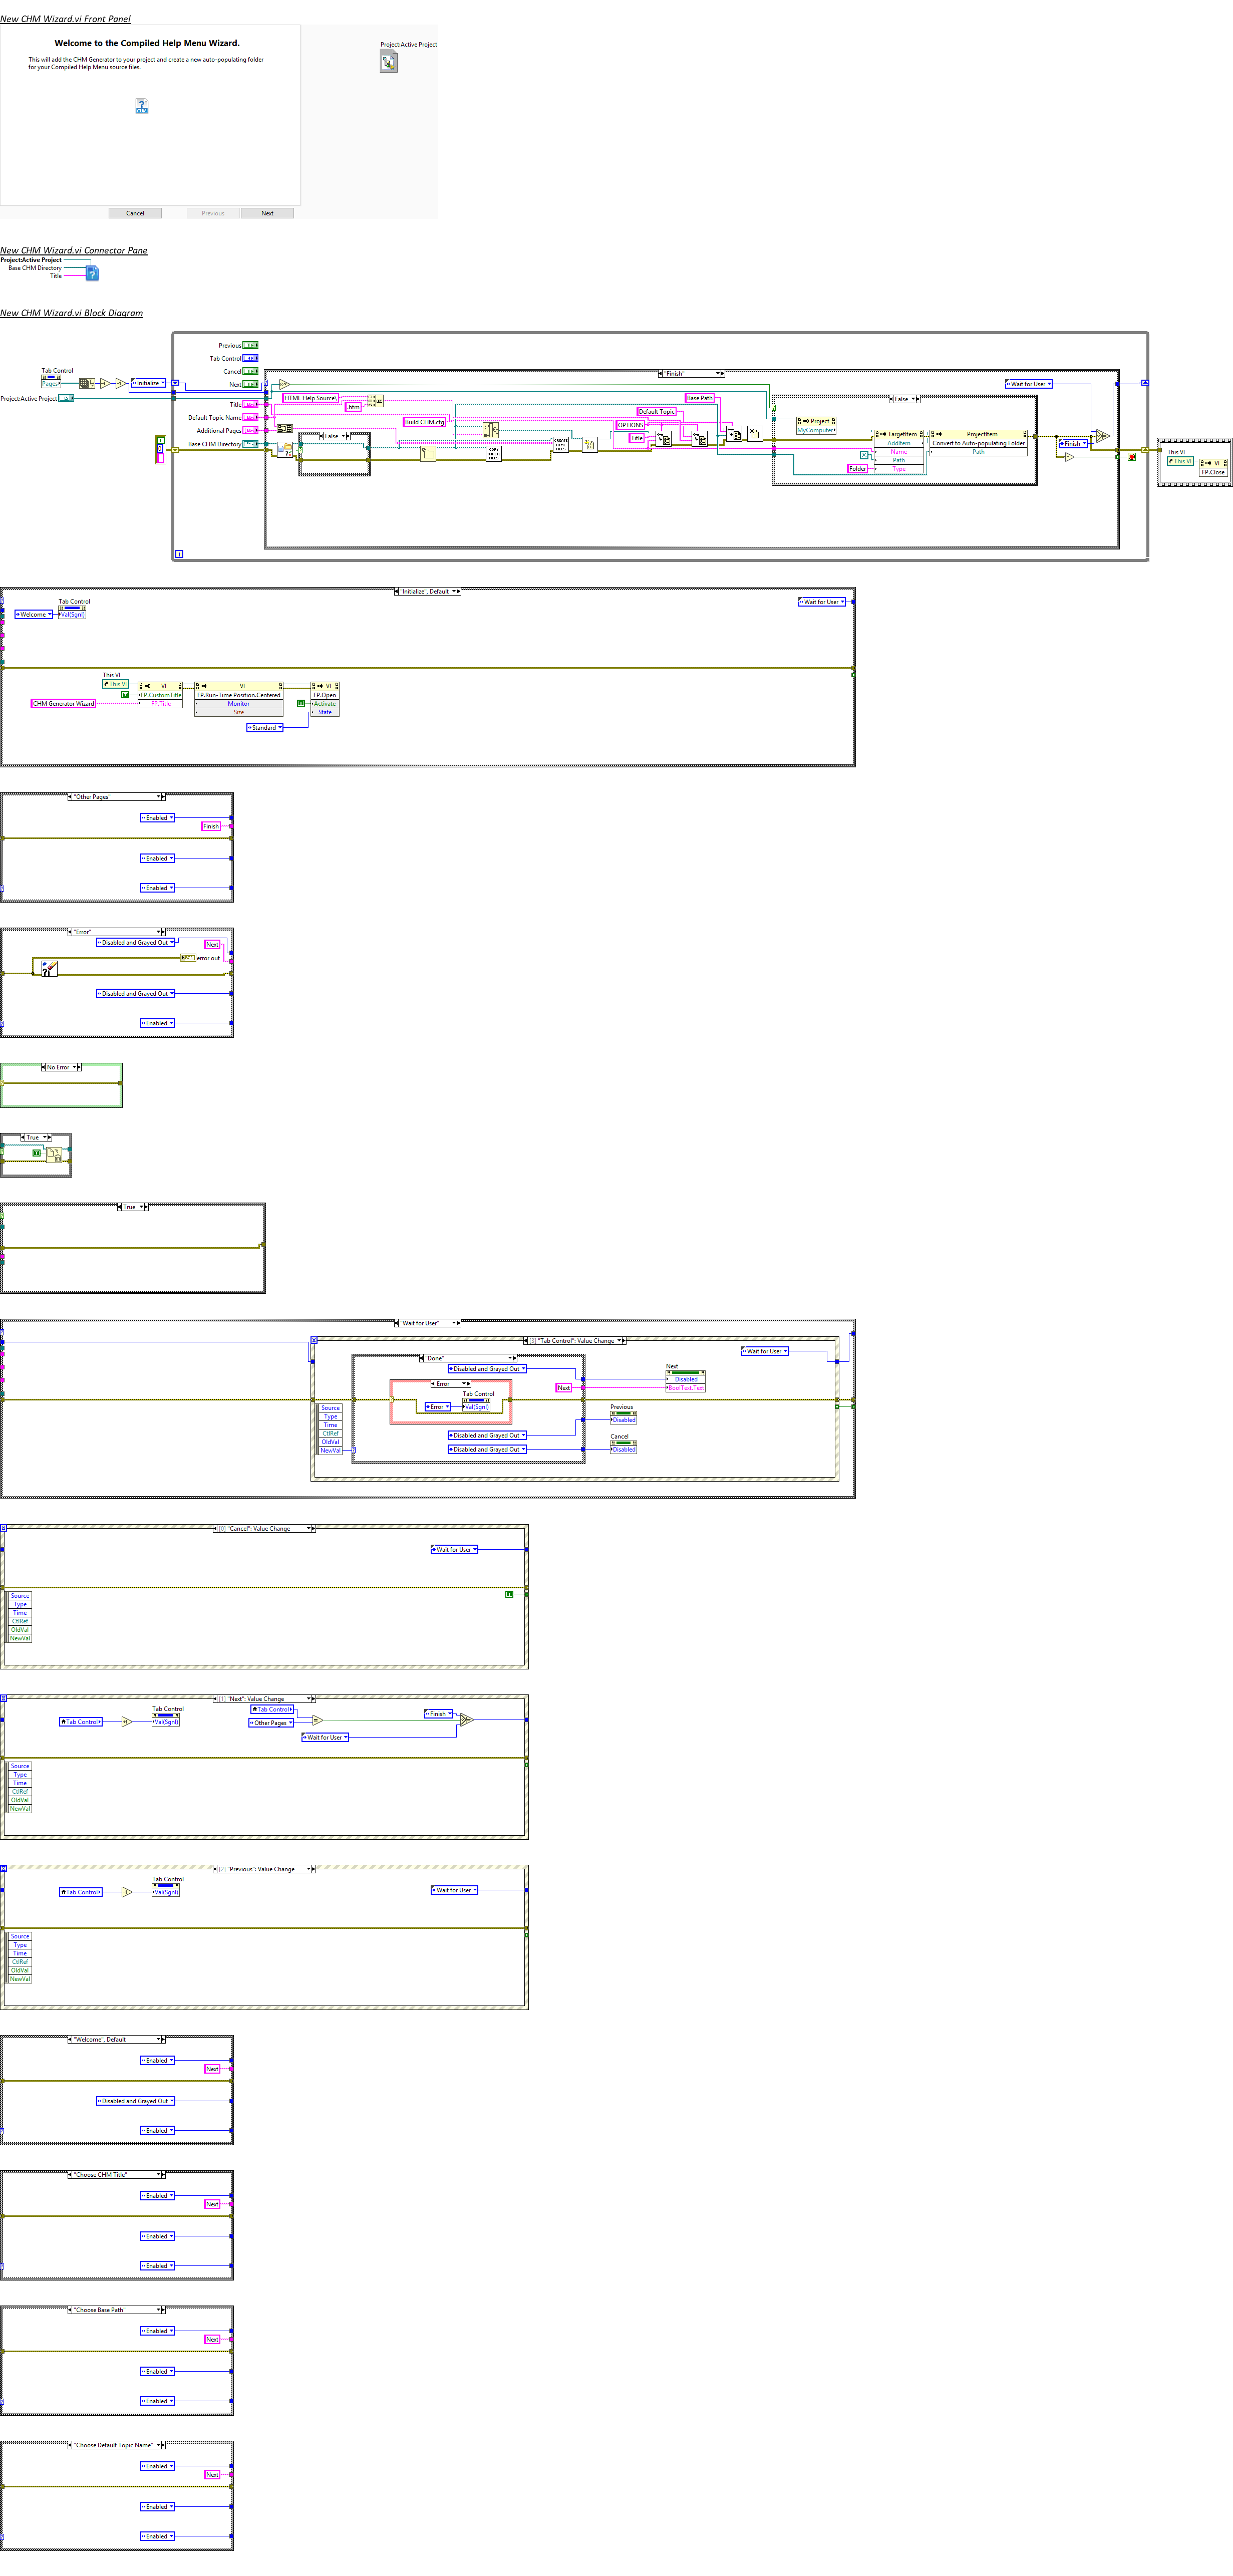 New CHM Wizard.vi Front Panel
Welcome to the Compiled Help Menu Wizard.
This will add the CHM Generator to your project and create a new auto-populating folder
for your Compiled Help Menu source files.
Project:Active Project
Cancel
Previous
Next
New CHM Wizard.vi Connector Pane
Project:Active Project
Base CHM Directory
Title
New CHM Wizard.vi Block Diagram
Previous
Tab Control
Cancel
Next
Tab Control
Pages
Initialize
Project:Active Project
Title
Default Topic Name
Additional Pages
Base CHM Directory
"Finish"
HTML Help Source\
.htm
False
Build CHM.cfg
COPY
FILES
CREATE
HTML
FILES
OPTIONS
Title
Default Topic
Base Path
False
Project
MyComputer
TargetItem
AddItem
Name
Path
Type
Folder
ProjectItem
Convert to Auto-populating Folder
Path
Wait for User
Finish
This VI
This VI
VI
FP.Close
"Initialize", Default
Tab Control
Welcome
Val(Sgnl)
Wait for User
This VI
This VI
VI
FP.CustomTitle
FP.Title
CHM Generator Wizard
VI
FP.Run-Time Position.Centered
Monitor
Size
VI
FP.Open
Activate
State
Standard
"Other Pages"
Enabled
Finish
Enabled
Enabled
"Error"
Disabled and Grayed Out
Next
error out
Disabled and Grayed Out
Enabled
No Error
True
True
"Wait for User"
[3] "Tab Control": Value Change
Wait for User
"Done"
Disabled and Grayed Out
Error
Tab Control
Error
Val(Sgnl)
Next
Next
Disabled
BoolText.Text
Source
Type
Time
CtlRef
OldVal
NewVal
Disabled and Grayed Out
Disabled and Grayed Out
Previous
Disabled
Cancel
Disabled
[0] "Cancel": Value Change
Wait for User
Source
Type
Time
CtlRef
OldVal
NewVal
[1] "Next": Value Change
Tab Control
Tab Control
Val(Sgnl)
Tab Control
Other Pages
Finish
Wait for User
Source
Type
Time
CtlRef
OldVal
NewVal
[2] "Previous": Value Change
Tab Control
Tab Control
Val(Sgnl)
Wait for User
Source
Type
Time
CtlRef
OldVal
NewVal
"Welcome", Default
Enabled
Next
Disabled and Grayed Out
Enabled
"Choose CHM Title"
Enabled
Next
Enabled
Enabled
"Choose Base Path"
Enabled
Next
Enabled
Enabled
"Choose Default Topic Name"
Enabled
Next
Enabled
Enabled